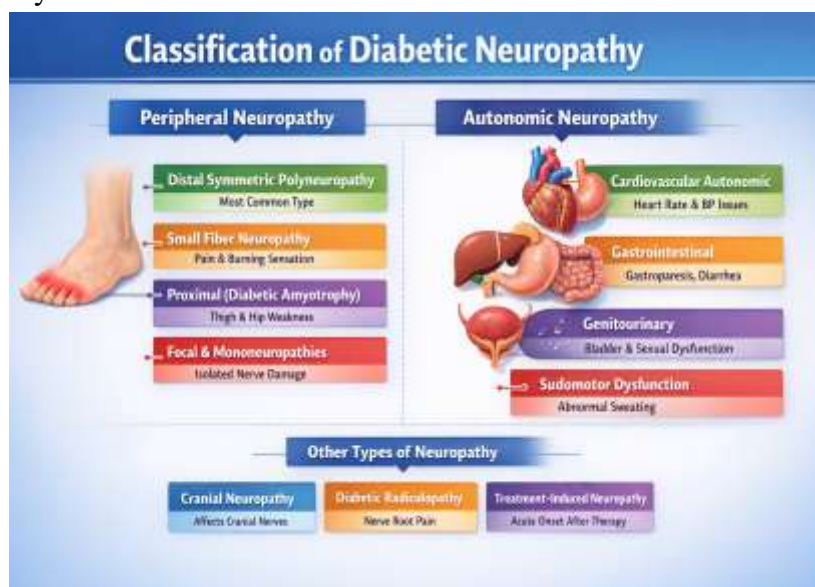 Classification of Diabetic Neuropathy
Peripheral Neuropathy
Distal Symmetric Polyneuropathy
Most Common Type
Small Fiber Neuropathy
Pain & Burning Sensation
Proximal (Diabetic Amyotrophy)
Thigh & Hip Weakness
Focal & Mononeuropathies
Isolated Nerve Damage
Autonomic Neuropathy
Cardiovascular Autonomic
Heart Rate & BP Issues
Gastrointestinal
Gastroparesis, Diarrhea
Genitourinary
Bladder & Sexual Dysfunction
Sudomotor Dysfunction
Abnormal Sweating
Other Types of Neuropathy
Cranial Neuropathy
Affects Cranial Nerves
Diabetic Radiculopathy
Nerve Root Pain
Treatment-Induced Neuropathy
Acute Onset After Therapy